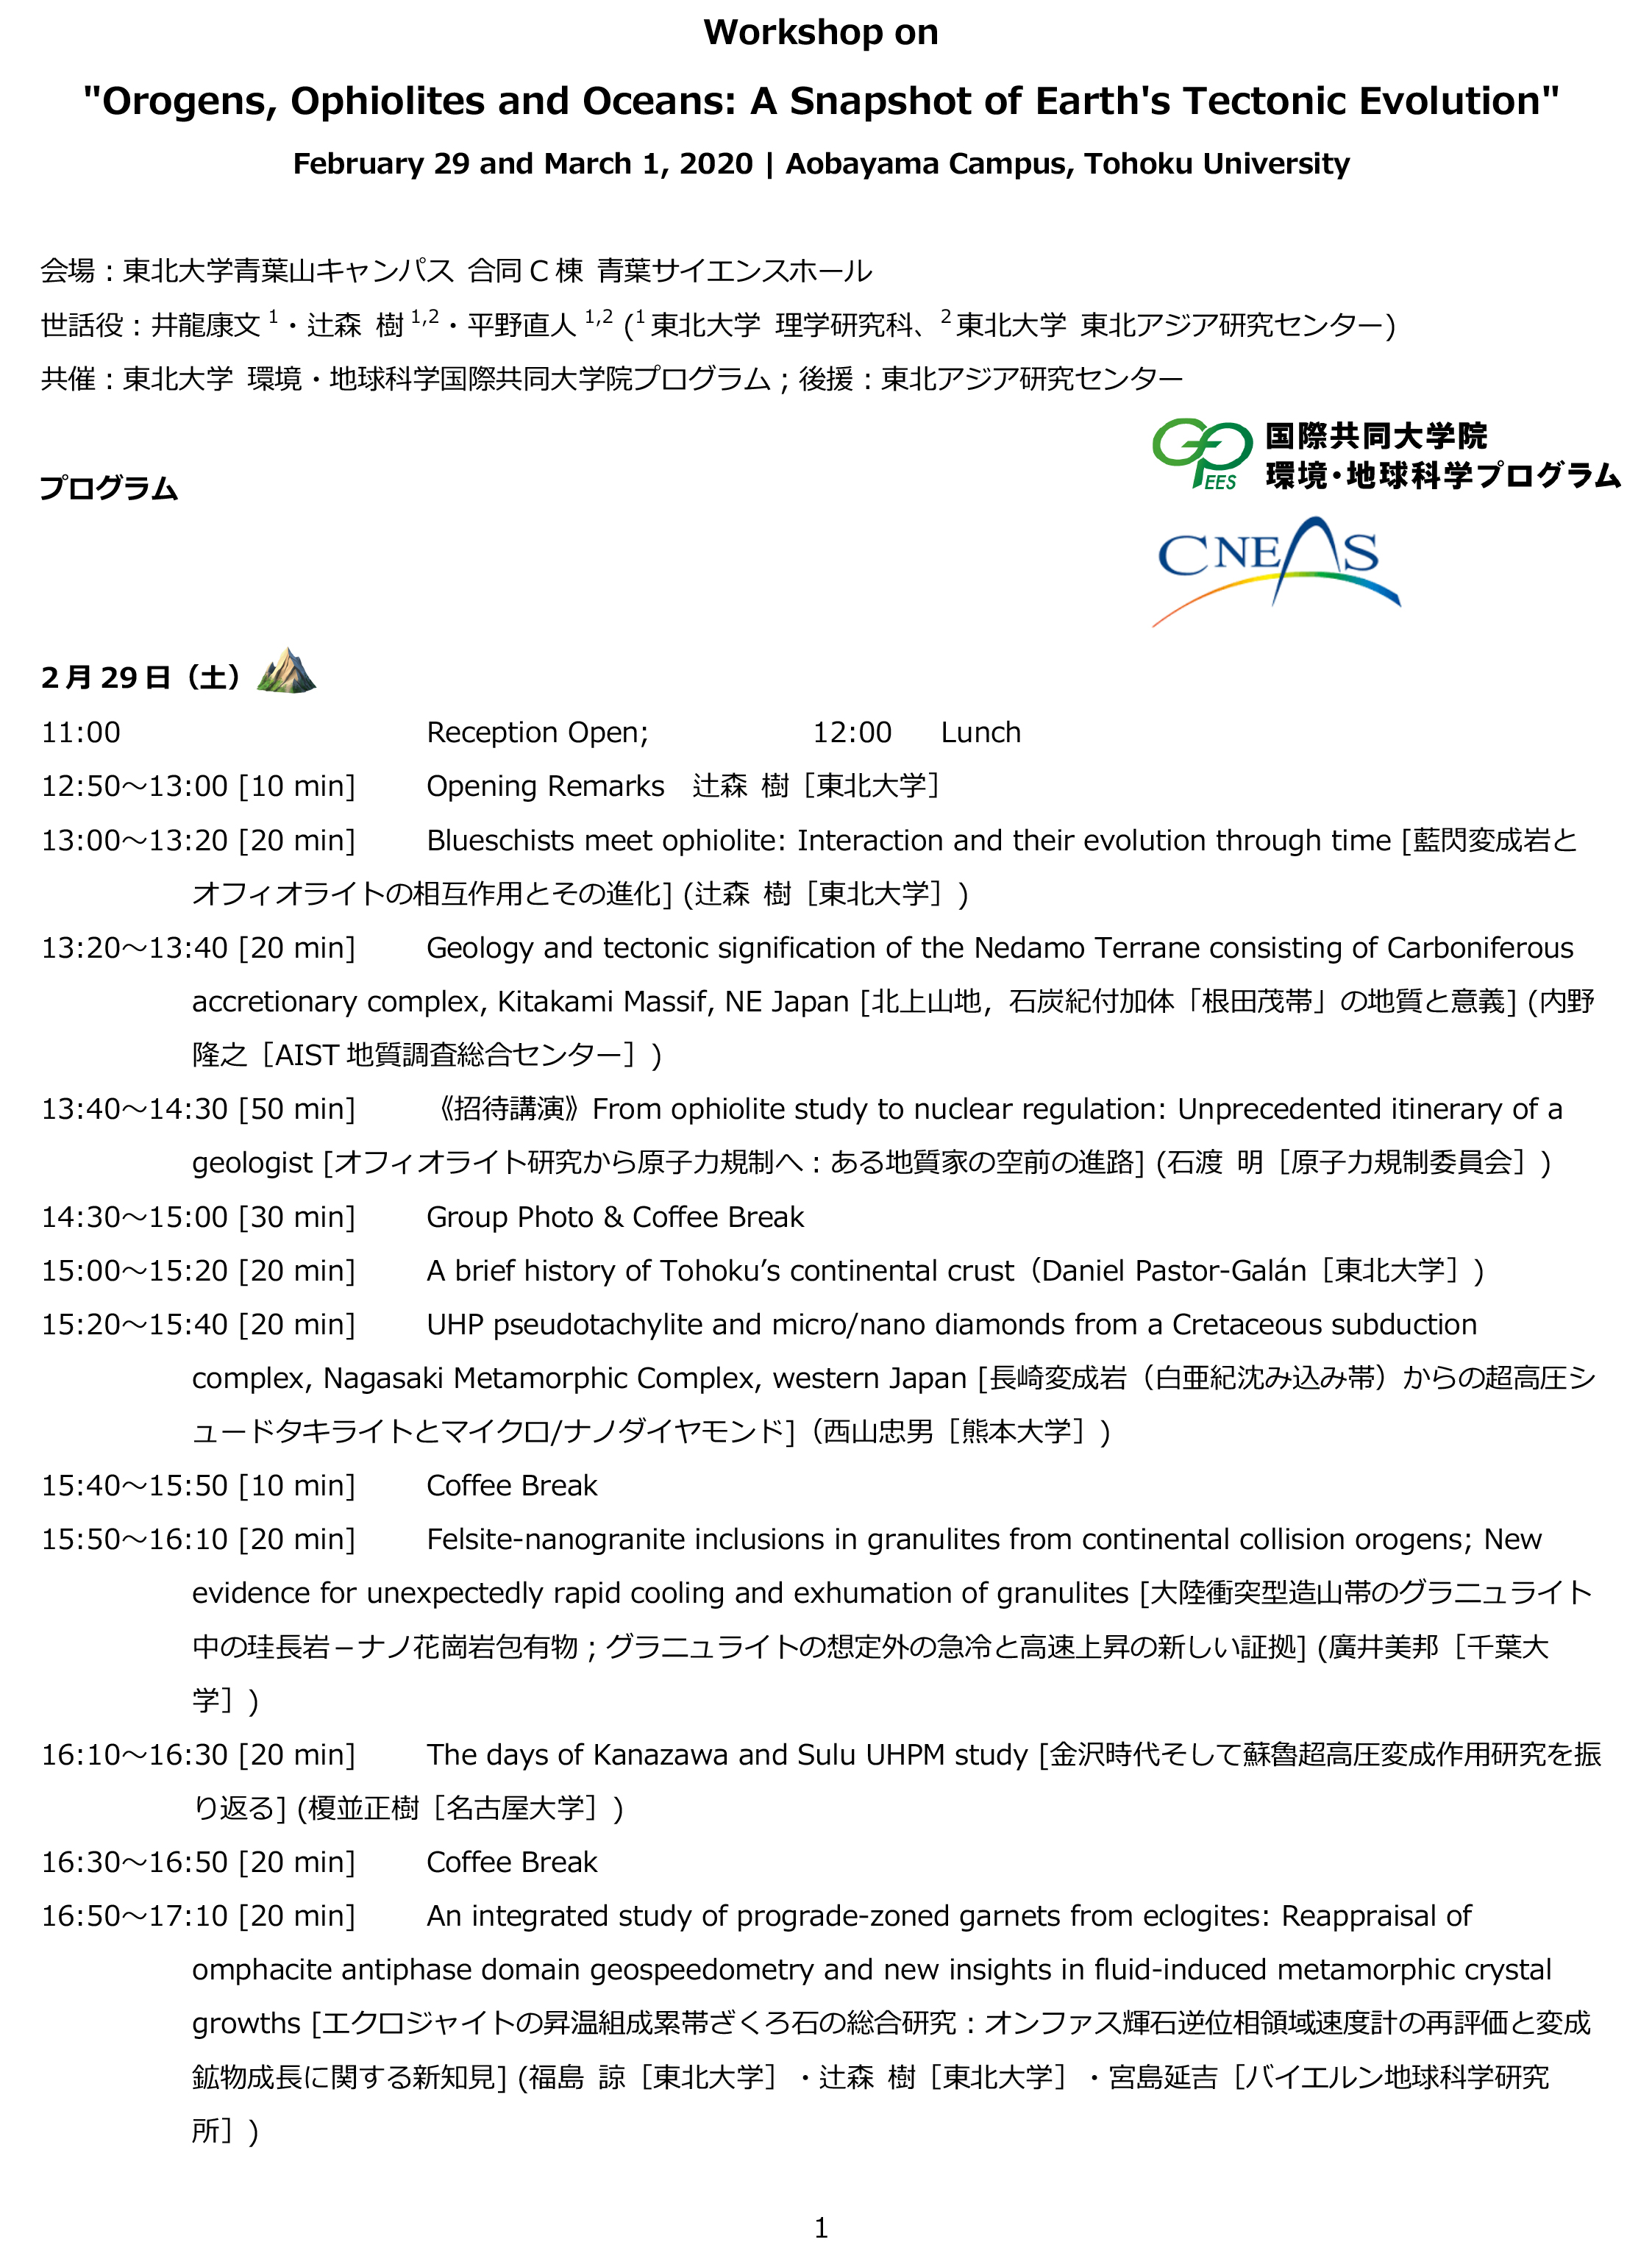 Workshop on
"Orogens, Ophiolites and Oceans: A Snapshot of Earth's Tectonic Evolution"
February 29 and March 1, 2020 | Aobayama Campus, Tohoku University
会場：東北大学青葉山キャンパス 合同 C 棟 青葉サイエンスホール
世話役：井龍康文 1・辻森 樹 1,2・平野直人 1,2 (1 東北大学 理学研究科、2 東北大学 東北アジア研究センター)
共催：東北大学 環境・地球科学国際共同大学院プログラム；後援：東北アジア研究センター
GP EES 国際共同大学院
環境・地球科学プログラム
プログラム
CNEAS
2 月 29 日（土）
11:00 Reception Open; 12:00 Lunch
12:50～13:00 [10 min] Opening Remarks 辻森 樹［東北大学］
13:00～13:20 [20 min] Blueschists meet ophiolite: Interaction and their evolution through time [藍閃変成岩と
オフィオライトの相互作用とその進化] (辻森 樹［東北大学］)
13:20～13:40 [20 min] Geology and tectonic signification of the Nedamo Terrane consisting of Carboniferous
accretionary complex, Kitakami Massif, NE Japan [北上山地，石炭紀付加体「根田茂帯」の地質と意義] (内野
隆之［AIST 地質調査総合センター］)
13:40～14:30 [50 min] 《招待講演》From ophiolite study to nuclear regulation: Unprecedented itinerary of a
geologist [オフィオライト研究から原子力規制へ：ある地質家の空前の進路] (石渡 明［原子力規制委員会］)
14:30～15:00 [30 min] Group Photo & Coffee Break
15:00～15:20 [20 min] A brief history of Tohoku’s continental crust（Daniel Pastor-Galán［東北大学］)
15:20～15:40 [20 min] UHP pseudotachylite and micro/nano diamonds from a Cretaceous subduction
complex, Nagasaki Metamorphic Complex, western Japan [長崎変成岩（白亜紀沈み込み帯）からの超高圧シ
ュードタキライトとマイクロ/ナノダイヤモンド]（西山忠男［熊本大学］)
15:40～15:50 [10 min] Coffee Break
15:50～16:10 [20 min] Felsite-nanogranite inclusions in granulites from continental collision orogens; New
evidence for unexpectedly rapid cooling and exhumation of granulites [大陸衝突型造山帯のグラニュライト
中の珪長岩－ナノ花崗岩包有物；グラニュライトの想定外の急冷と高速上昇の新しい証拠] (廣井美邦［千葉大
学］)
16:10～16:30 [20 min] The days of Kanazawa and Sulu UHPM study [金沢時代そして蘇魯超高圧変成作用研究を振
り返る] (榎並正樹［名古屋大学］)
16:30～16:50 [20 min] Coffee Break
16:50～17:10 [20 min] An integrated study of prograde-zoned garnets from eclogites: Reappraisal of
omphacite antiphase domain geospeedometry and new insights in fluid-induced metamorphic crystal
growths [エクロジャイトの昇温組成累帯ざくろ石の総合研究：オンファス輝石逆位相領域速度計の再評価と変成
鉱物成長に関する新知見] (福島 諒［東北大学］・辻森 樹［東北大学］・宮島延吉［バイエルン地球科学研究
所］)
1